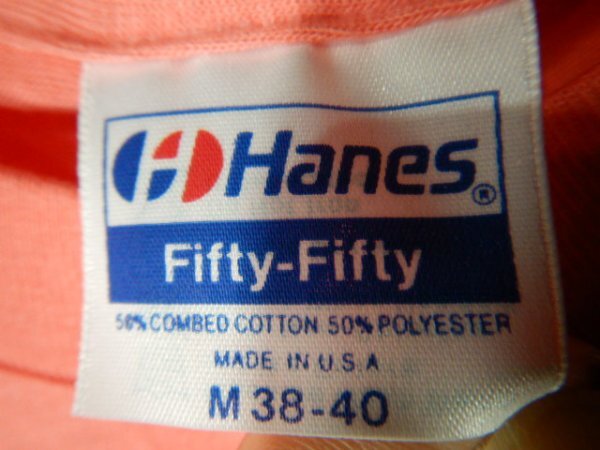 Hanes®
Fifty-Fifty
50% COMBED COTTON 50% POLYESTER
MADE IN U.S.A
M 38-40